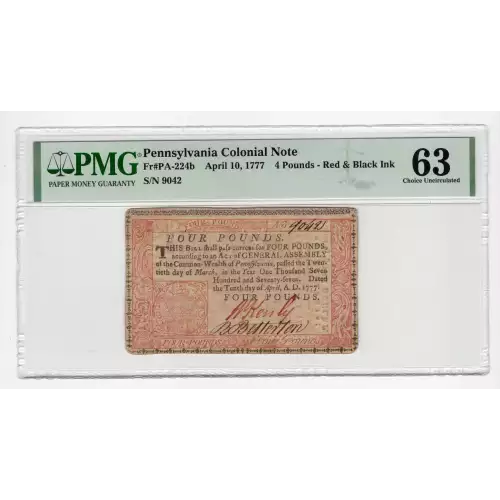 PMG
PAPER MONEY GUARANTY
Pennsylvania Colonial Note
Fr#PA-224b April 10, 1777 4 Pounds - Red & Black Ink
S/N 9042
63
Choice Uncirculated
9042
FOUR POUNDS.
THIS Bill shall pass current for FOUR POUNDS,
according to an Act of GENERAL ASSEMBLY
of the Common-Wealth of Pennsylvania, passed the Twen-
tieth day of March, in the Year One Thousand Seven
Hundred and Seventy-seven. Dated
the Tenth day of April, A.D. 1777.
FOUR POUNDS.
B. Betterton